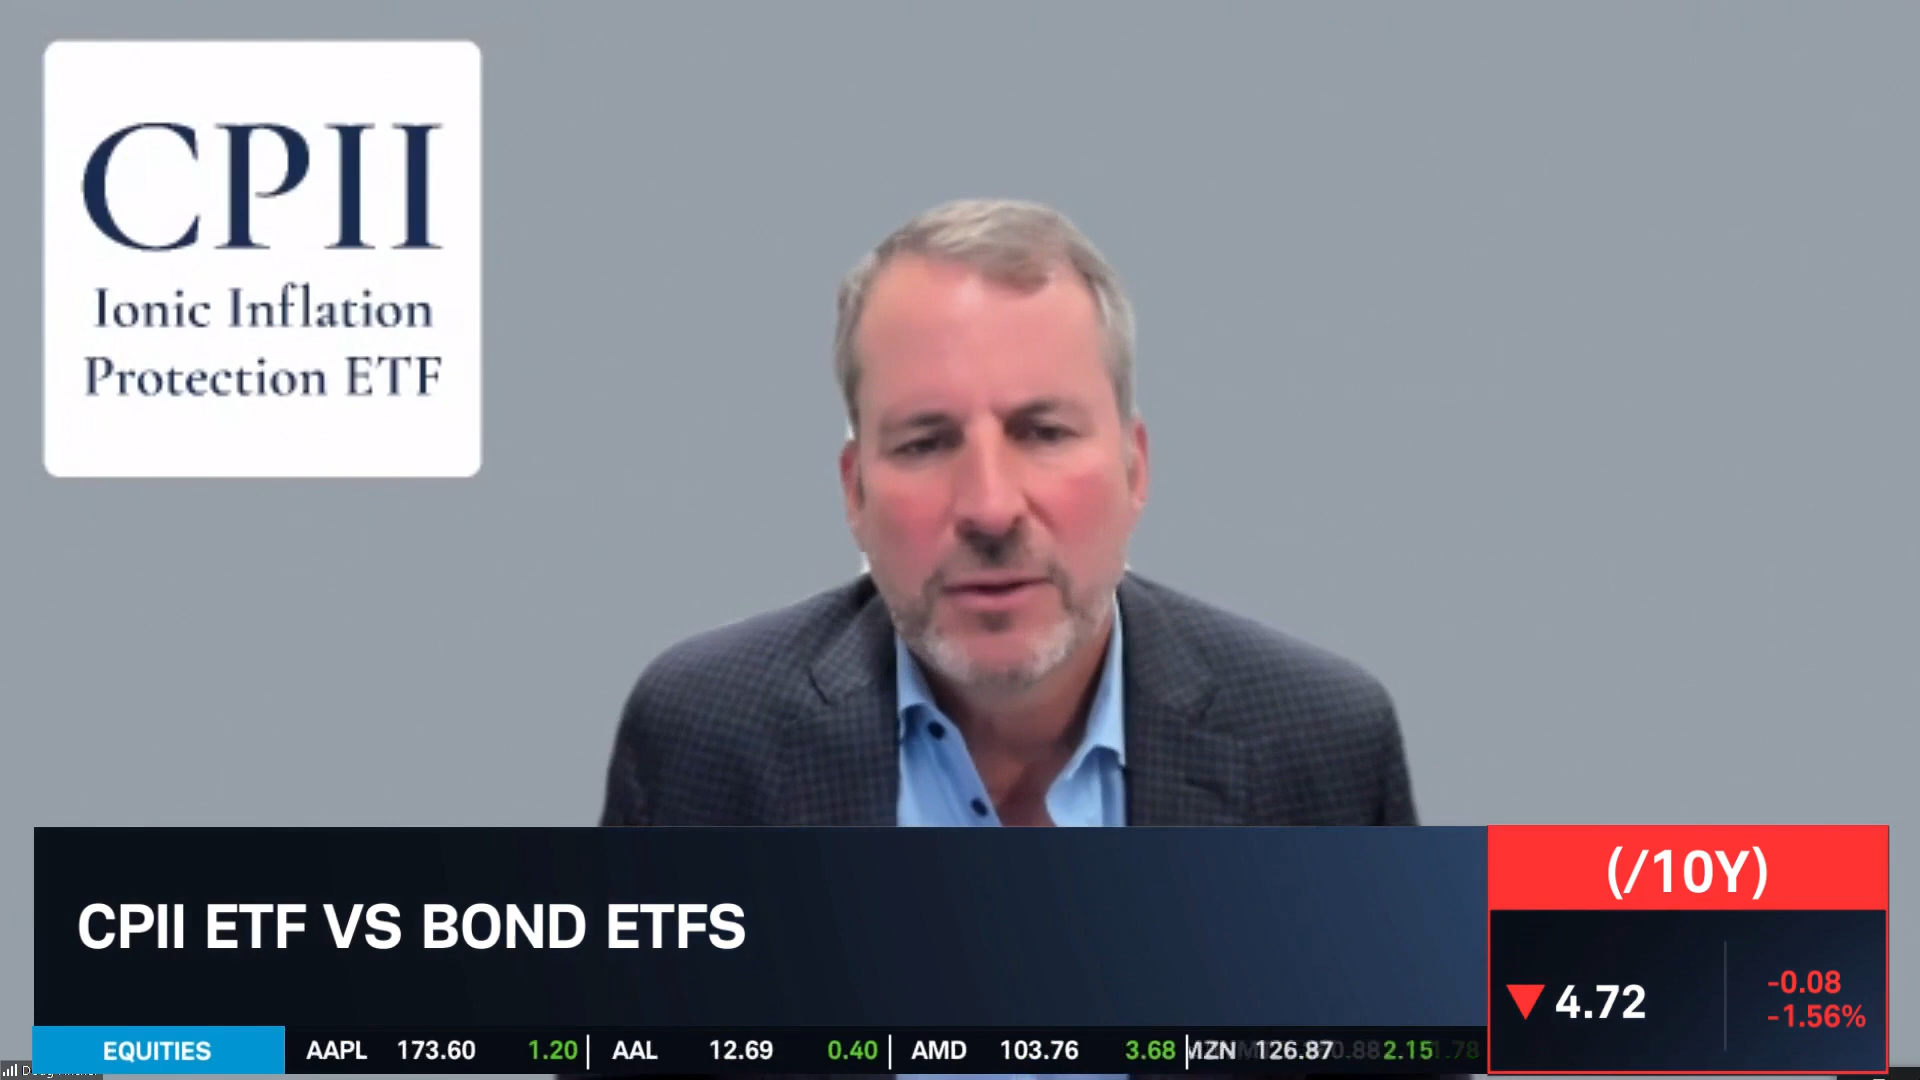 CPII
Ionic Inflation
Protection ETF
CPII ETF VS BOND ETFS
(/10Y)
4.72
-0.08
-1.56%
EQUITIES AAPL 173.60 1.20 AAL 12.69 0.40 AMD 103.76 3.68 MZN 126.87 2.15